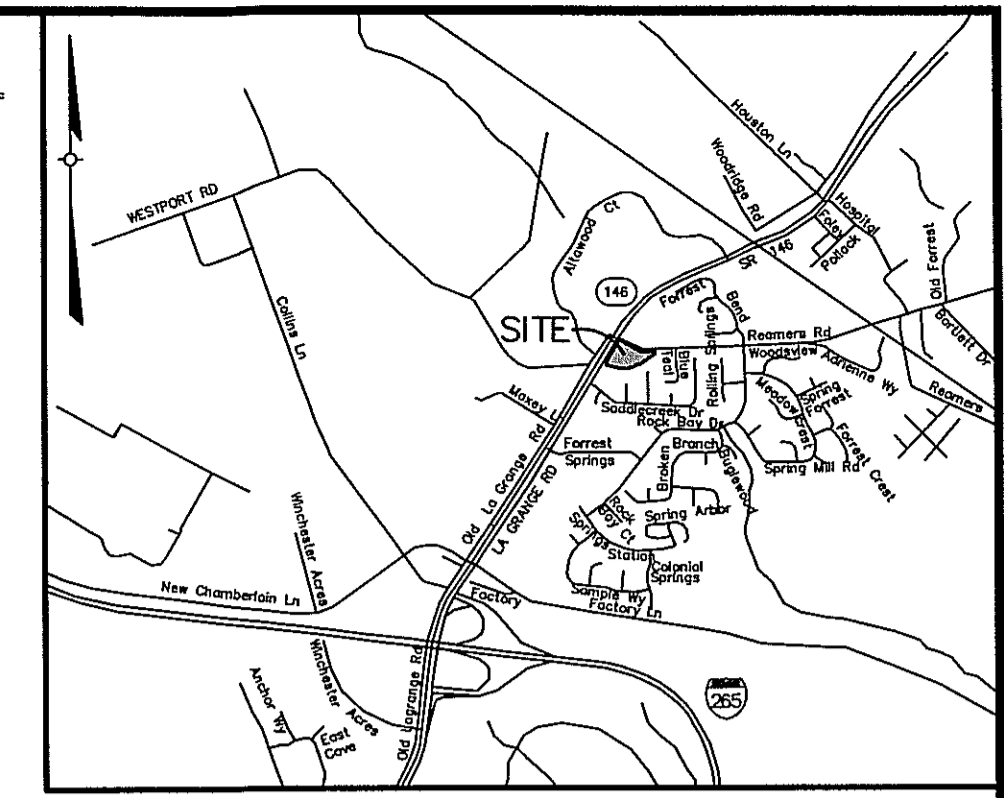 Houston Ln
Woodridge Rd
Hospital
Foley
Pollock
WESTPORT RD
Altawood Ct
SR 146
Old Forrest
146
Forrest
Bend
Collins Ln
SITE
Reamers Rd
Bartlett Dr
Teal
Blue
Rolling Springs
Woodsview
Adrienne Wy
Reamers
Meadow Crest
Spring
Forrest
Maxey L
Saddlecreek Dr
Rock Bay Dr
Forrest Crest
Old La Grange Rd
LA GRANGE RD
Forrest
Springs
Broken
Branch
Buglewood
Spring Mill Rd
Winchester Acres
Rock
Bay Ct
Spring Arbor
Springs
Station
Colonial
Springs
New Chamberlain Ln
Factory
Sample Wy
Factory Ln
Winchester Acres
Old Lagrange Rd
Anchor Wy
East
Cove
265